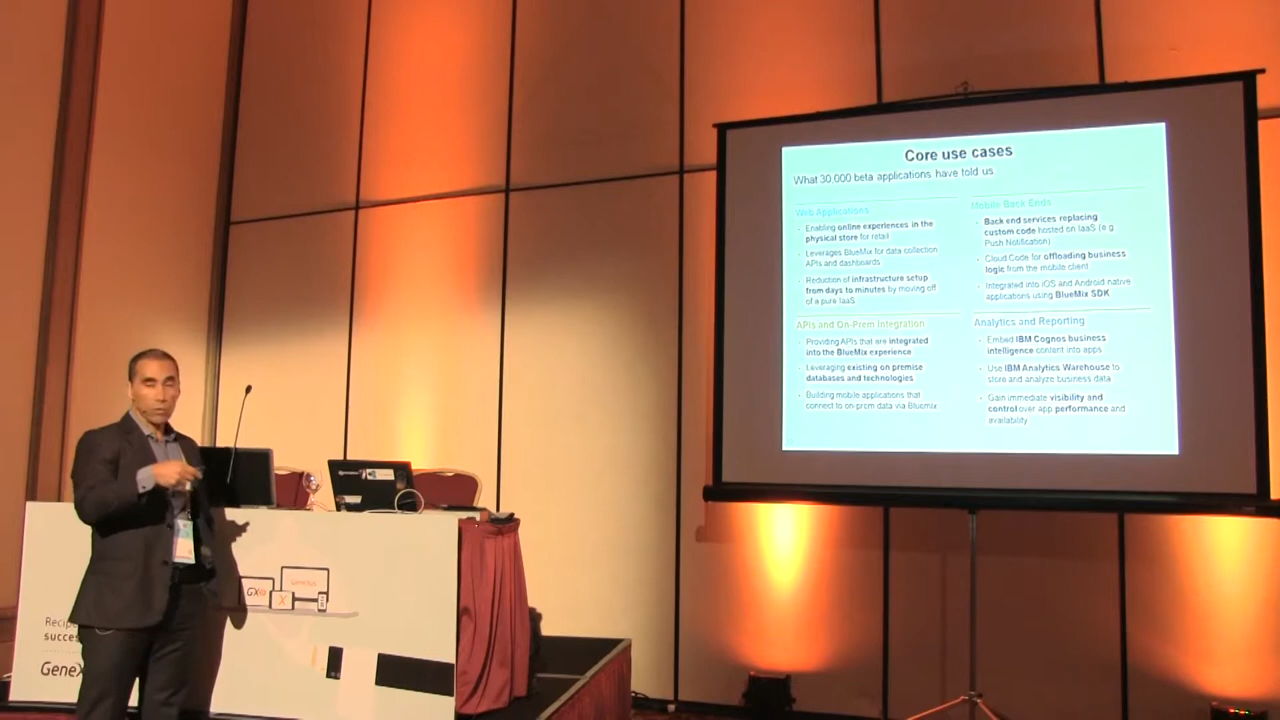 Core use cases
What 30,000 beta applications have told us
Web Applications
Enabling online experiences in the
physical store for retail
Leverages BlueMix for data collection
APIs and dashboards
Reduction of infrastructure setup
from days to minutes by moving off
of a pure IaaS
Mobile Back Ends
Back end services replacing
custom code hosted on IaaS (e.g.
Push Notification)
Cloud Code for offloading business
logic from the mobile client
Integrated into iOS and Android native
applications using BlueMix SDK
APIs and On-Prem Integration
Providing APIs that are integrated
into the BlueMix experience
Leveraging existing on premise
databases and technologies
Building mobile applications that
connect to on-prem data via Bluemix
Analytics and Reporting
Embed IBM Cognos business
intelligence content into apps
Use IBM Analytics Warehouse to
store and analyze business data
Gain immediate visibility and
control over app performance and
availability
GeneXus
X
Recip
succes
GeneX